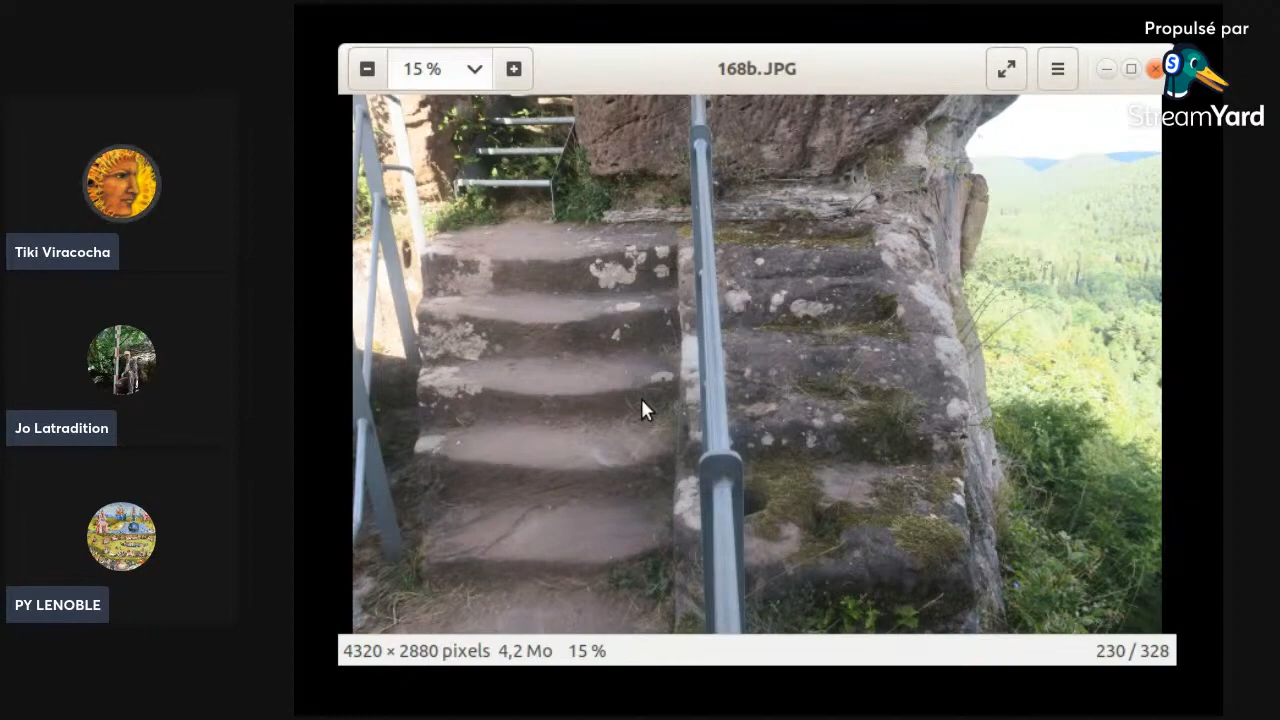 Propulsé par
StreamYard
15 %
168b.JPG
Tiki Viracocha
Jo Latradition
PY LENOBLE
4320 × 2880 pixels 4,2 Mo 15 %
230 / 328